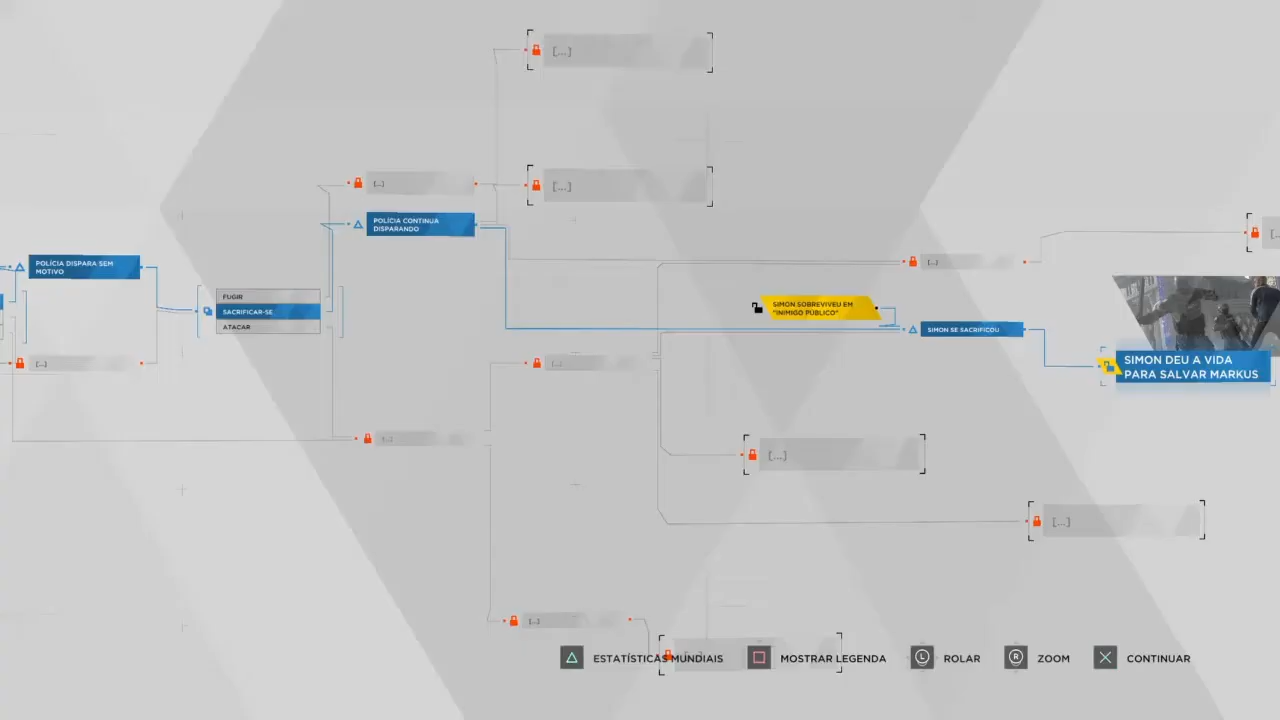 [...]
[...]
[...]
POLÍCIA CONTINUA
DISPARANDO
POLÍCIA DISPARA SEM
MOTIVO
[...]
[...]
FUGIR
SACRIFICAR-SE
ATACAR
SIMON SOBREVIVEU EM
"INIMIGO PÚBLICO"
SIMON SE SACRIFICOU
[...]
[...]
SIMON DEU A VIDA
PARA SALVAR MARKUS
[...]
[...]
[...]
[...]
ESTATÍSTICAS MUNDIAIS
MOSTRAR LEGENDA
L ROLAR
R ZOOM
CONTINUAR